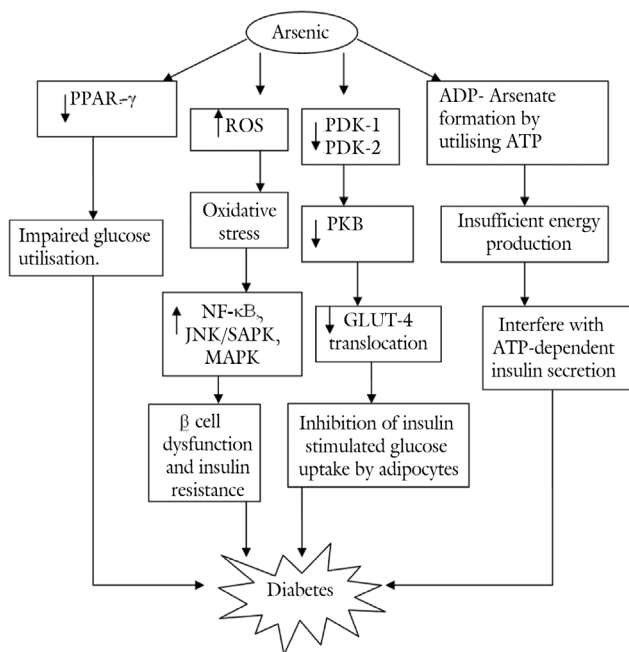 Arsenic
PPAR-γ
Impaired glucose
utilisation.
ROS
Oxidative
stress
NF-κB,
JNK/SAPK,
MAPK
β cell
dysfunction
and insulin
resistance
PDK-1
PDK-2
PKB
GLUT-4
translocation
Inhibition of insulin
stimulated glucose
uptake by adipocytes
ADP- Arsenate
formation by
utilising ATP
Insufficient energy
production
Interfere with
ATP-dependent
insulin secretion
Diabetes